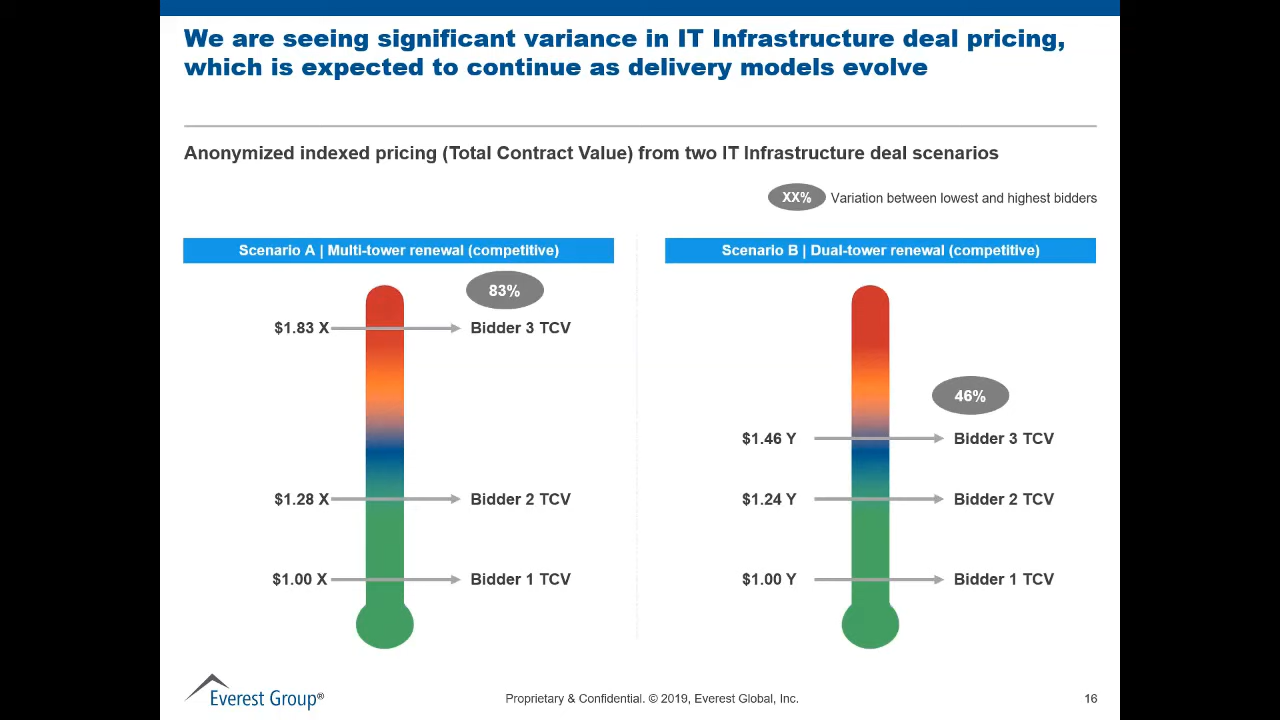 We are seeing significant variance in IT Infrastructure deal pricing,
which is expected to continue as delivery models evolve
Anonymized indexed pricing (Total Contract Value) from two IT Infrastructure deal scenarios
XX% Variation between lowest and highest bidders
Scenario A | Multi-tower renewal (competitive)
83%
$1.83 X Bidder 3 TCV
$1.28 X Bidder 2 TCV
$1.00 X Bidder 1 TCV
Scenario B | Dual-tower renewal (competitive)
46%
$1.46 Y Bidder 3 TCV
$1.24 Y Bidder 2 TCV
$1.00 Y Bidder 1 TCV
Everest Group®
Proprietary & Confidential. © 2019, Everest Global, Inc.
16